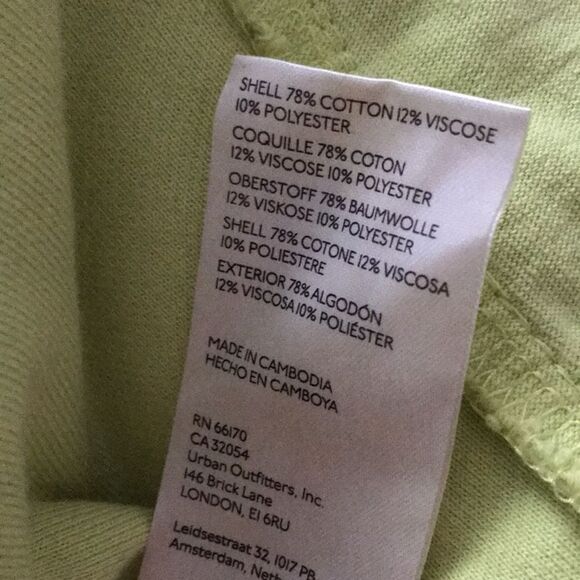 SHELL 78% COTTON 12% VISCOSE
10% POLYESTER
COQUILLE 78% COTON
12% VISCOSE 10% POLYESTER
OBERSTOFF 78% BAUMWOLLE
12% VISKOSE 10% POLYESTER
SHELL 78% COTONE 12% VISCOSA
10% POLIESTERE
EXTERIOR 78% ALGODÓN
12% VISCOSA 10% POLIÉSTER
MADE IN CAMBODIA
HECHO EN CAMBOYA
RN 66170
CA 32054
Urban Outfitters, Inc.
146 Brick Lane
LONDON, E1 6RU
Leidsestraat 32, 1017 PB
Amsterdam, Neth